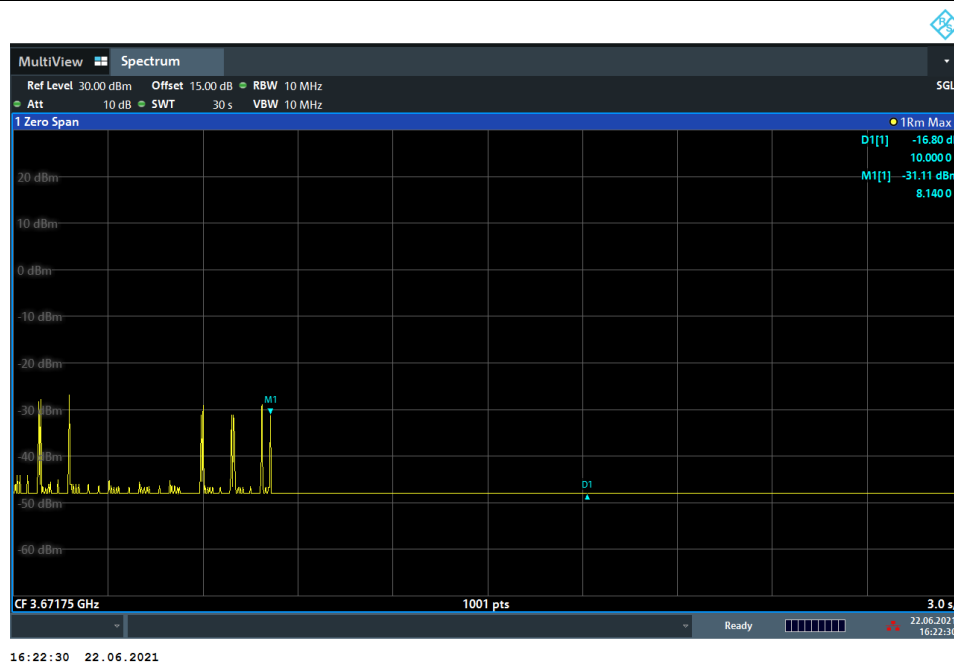 R&S
MultiView Spectrum
Ref Level 30.00 dBm Offset 15.00 dB RBW 10 MHz SGL
Att 10 dB SWT 30 s VBW 10 MHz
1 Zero Span 1Rm Max
D1[1] -16.80 d
10.000 0
20 dBm M1[1] -31.11 dBm
8.140 0
10 dBm
0 dBm
-10 dBm
-20 dBm
M1
-30 dBm
-40 dBm
D1
-50 dBm
-60 dBm
CF 3.67175 GHz 1001 pts 3.0 s/
Ready 22.06.2021
16:22:30
16:22:30 22.06.2021